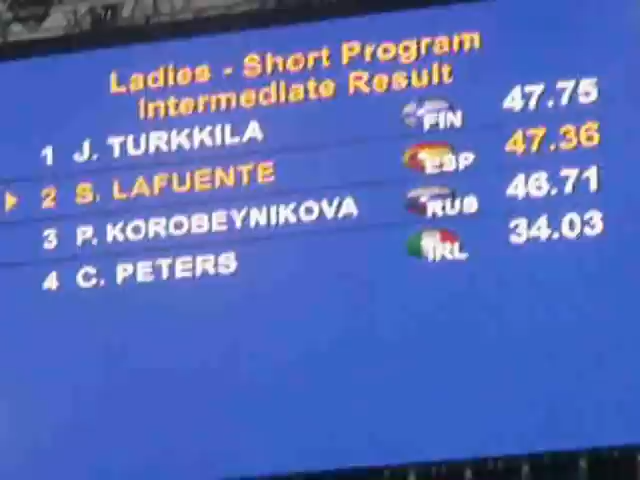 Ladies - Short Program
Intermediate Result
1 J. TURKKILA FIN 47.75
2 S. LAFUENTE ESP 47.36
3 P. KOROBEYNIKOVA RUS 46.71
4 C. PETERS IRL 34.03